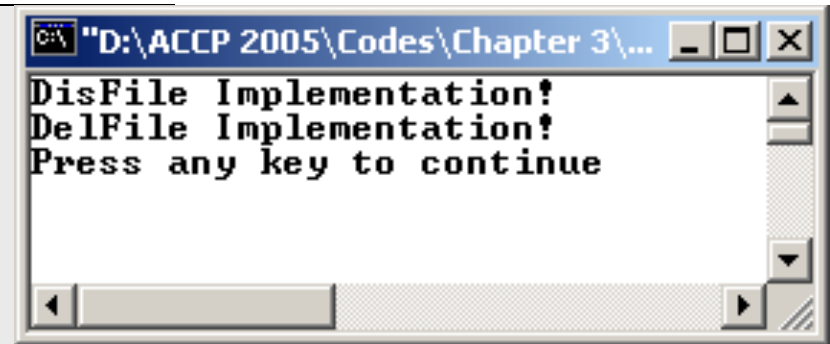 "D:\ACCP 2005\Codes\Chapter 3\...
DisFile Implementation!
DelFile Implementation!
Press any key to continue